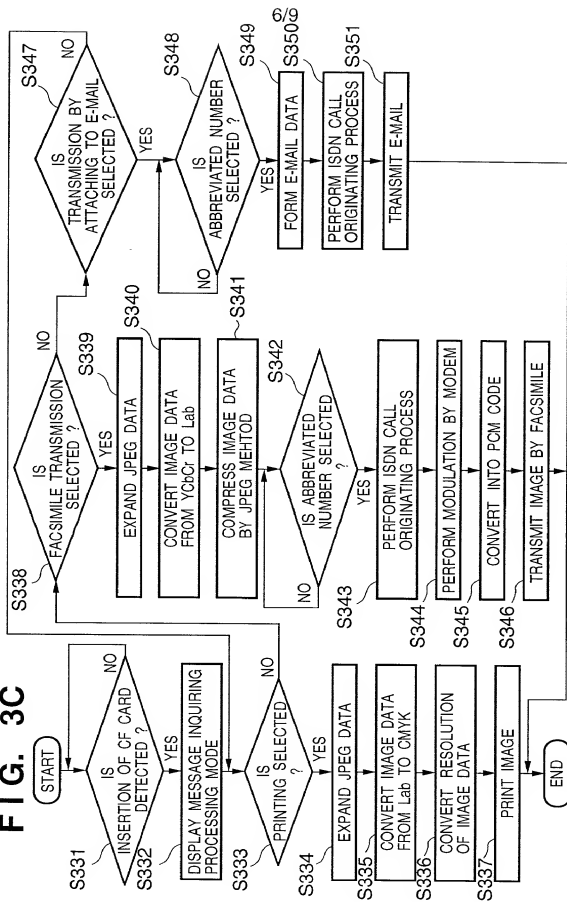 6/9
FIG. 3C
START
S331
IS
INSERTION OF CF CARD
DETECTED ?
NO
YES
S332
DISPLAY MESSAGE INQUIRING
PROCESSING MODE
S333
IS
PRINTING SELECTED
?
NO
YES
S334
EXPAND JPEG DATA
S335
CONVERT IMAGE DATA
FROM Lab TO CMYK
S336
CONVERT RESOLUTION
OF IMAGE DATA
S337
PRINT IMAGE
END
S338
IS
FACSIMILE TRANSMISSION
SELECTED ?
NO
YES
S339
EXPAND JPEG DATA
S340
CONVERT IMAGE DATA
FROM YCbCr TO Lab
S341
COMPRESS IMAGE DATA
BY JPEG MEHTOD
S342
IS ABBREVIATED
NUMBER SELECTED
?
NO
YES
S343
PERFORM ISDN CALL
ORIGINATING PROCESS
S344
PERFORM MODULATION BY MODEM
S345
CONVERT INTO PCM CODE
S346
TRANSMIT IMAGE BY FACSIMILE
S347
IS
TRANSMISSION BY
ATTACHING TO E-MAIL
SELECTED ?
NO
YES
S348
IS
ABBREVIATED NUMBER
SELECTED ?
NO
YES
S349
FORM E-MAIL DATA
S350
PERFORM ISDN CALL
ORIGINATING PROCESS
S351
TRANSMIT E-MAIL